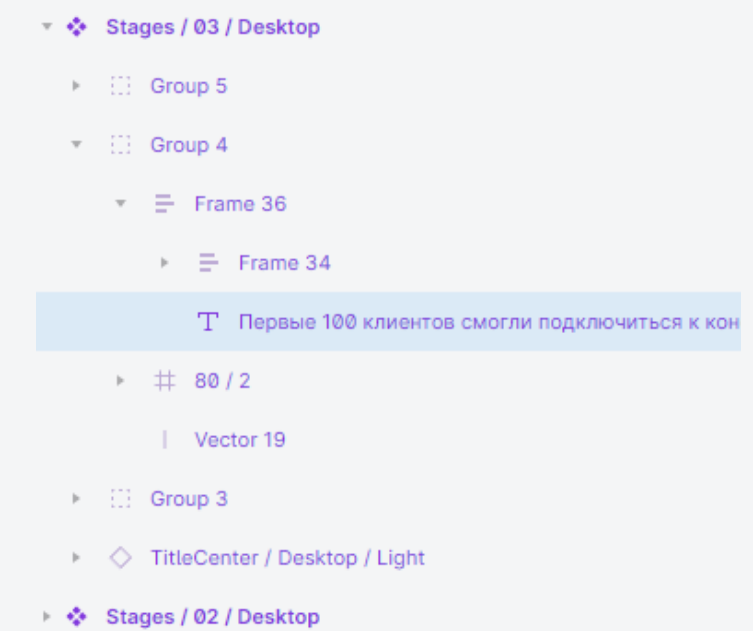 Stages / 03 / Desktop
Group 5
Group 4
Frame 36
Frame 34
Первые 100 клиентов смогли подключиться к кон
80 / 2
Vector 19
Group 3
TitleCenter / Desktop / Light
Stages / 02 / Desktop